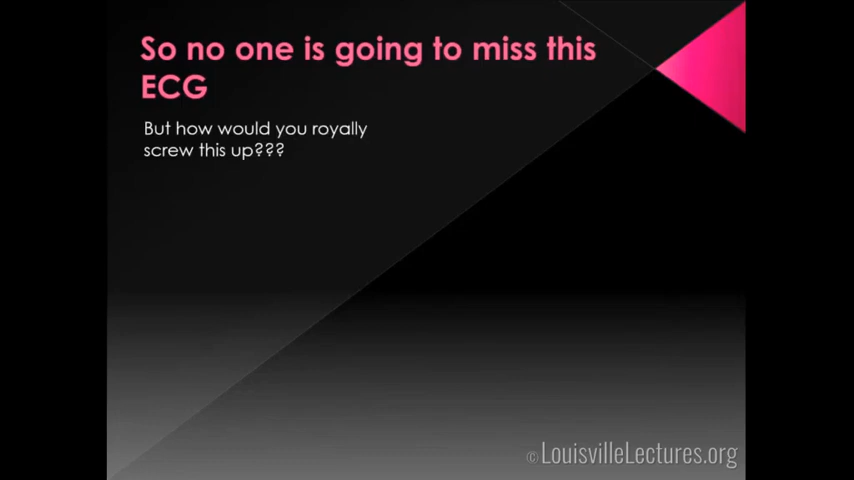 So no one is going to miss this
ECG
But how would you royally
screw this up???
© LouisvilleLectures.org